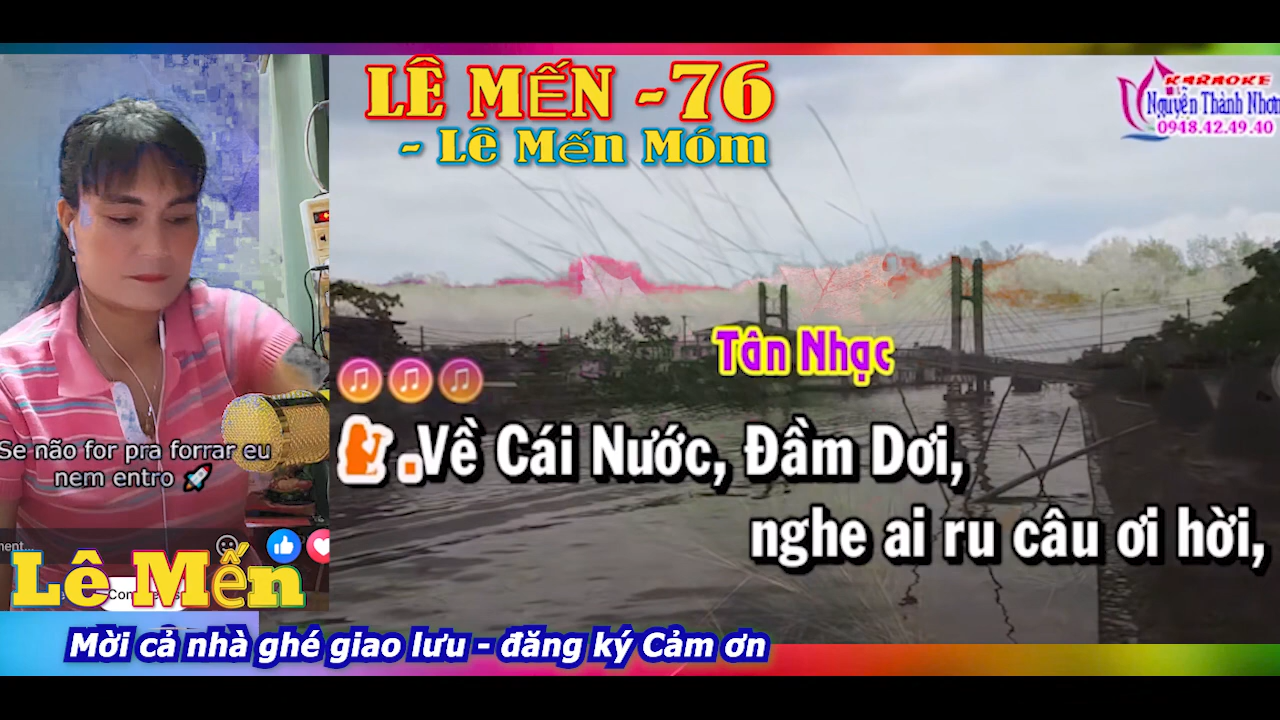 LÊ MẾN -76
- Lê Mến Móm
KARAOKE
Nguyễn Thành Nhơn
0948.42.49.40
Tân Nhạc
Về Cái Nước, Đầm Dơi,
nghe ai ru câu ơi hời,
Se não for pra forrar eu
nem entro 🚀
Lê Mến
Mời cả nhà ghé giao lưu - đăng ký Cảm ơn